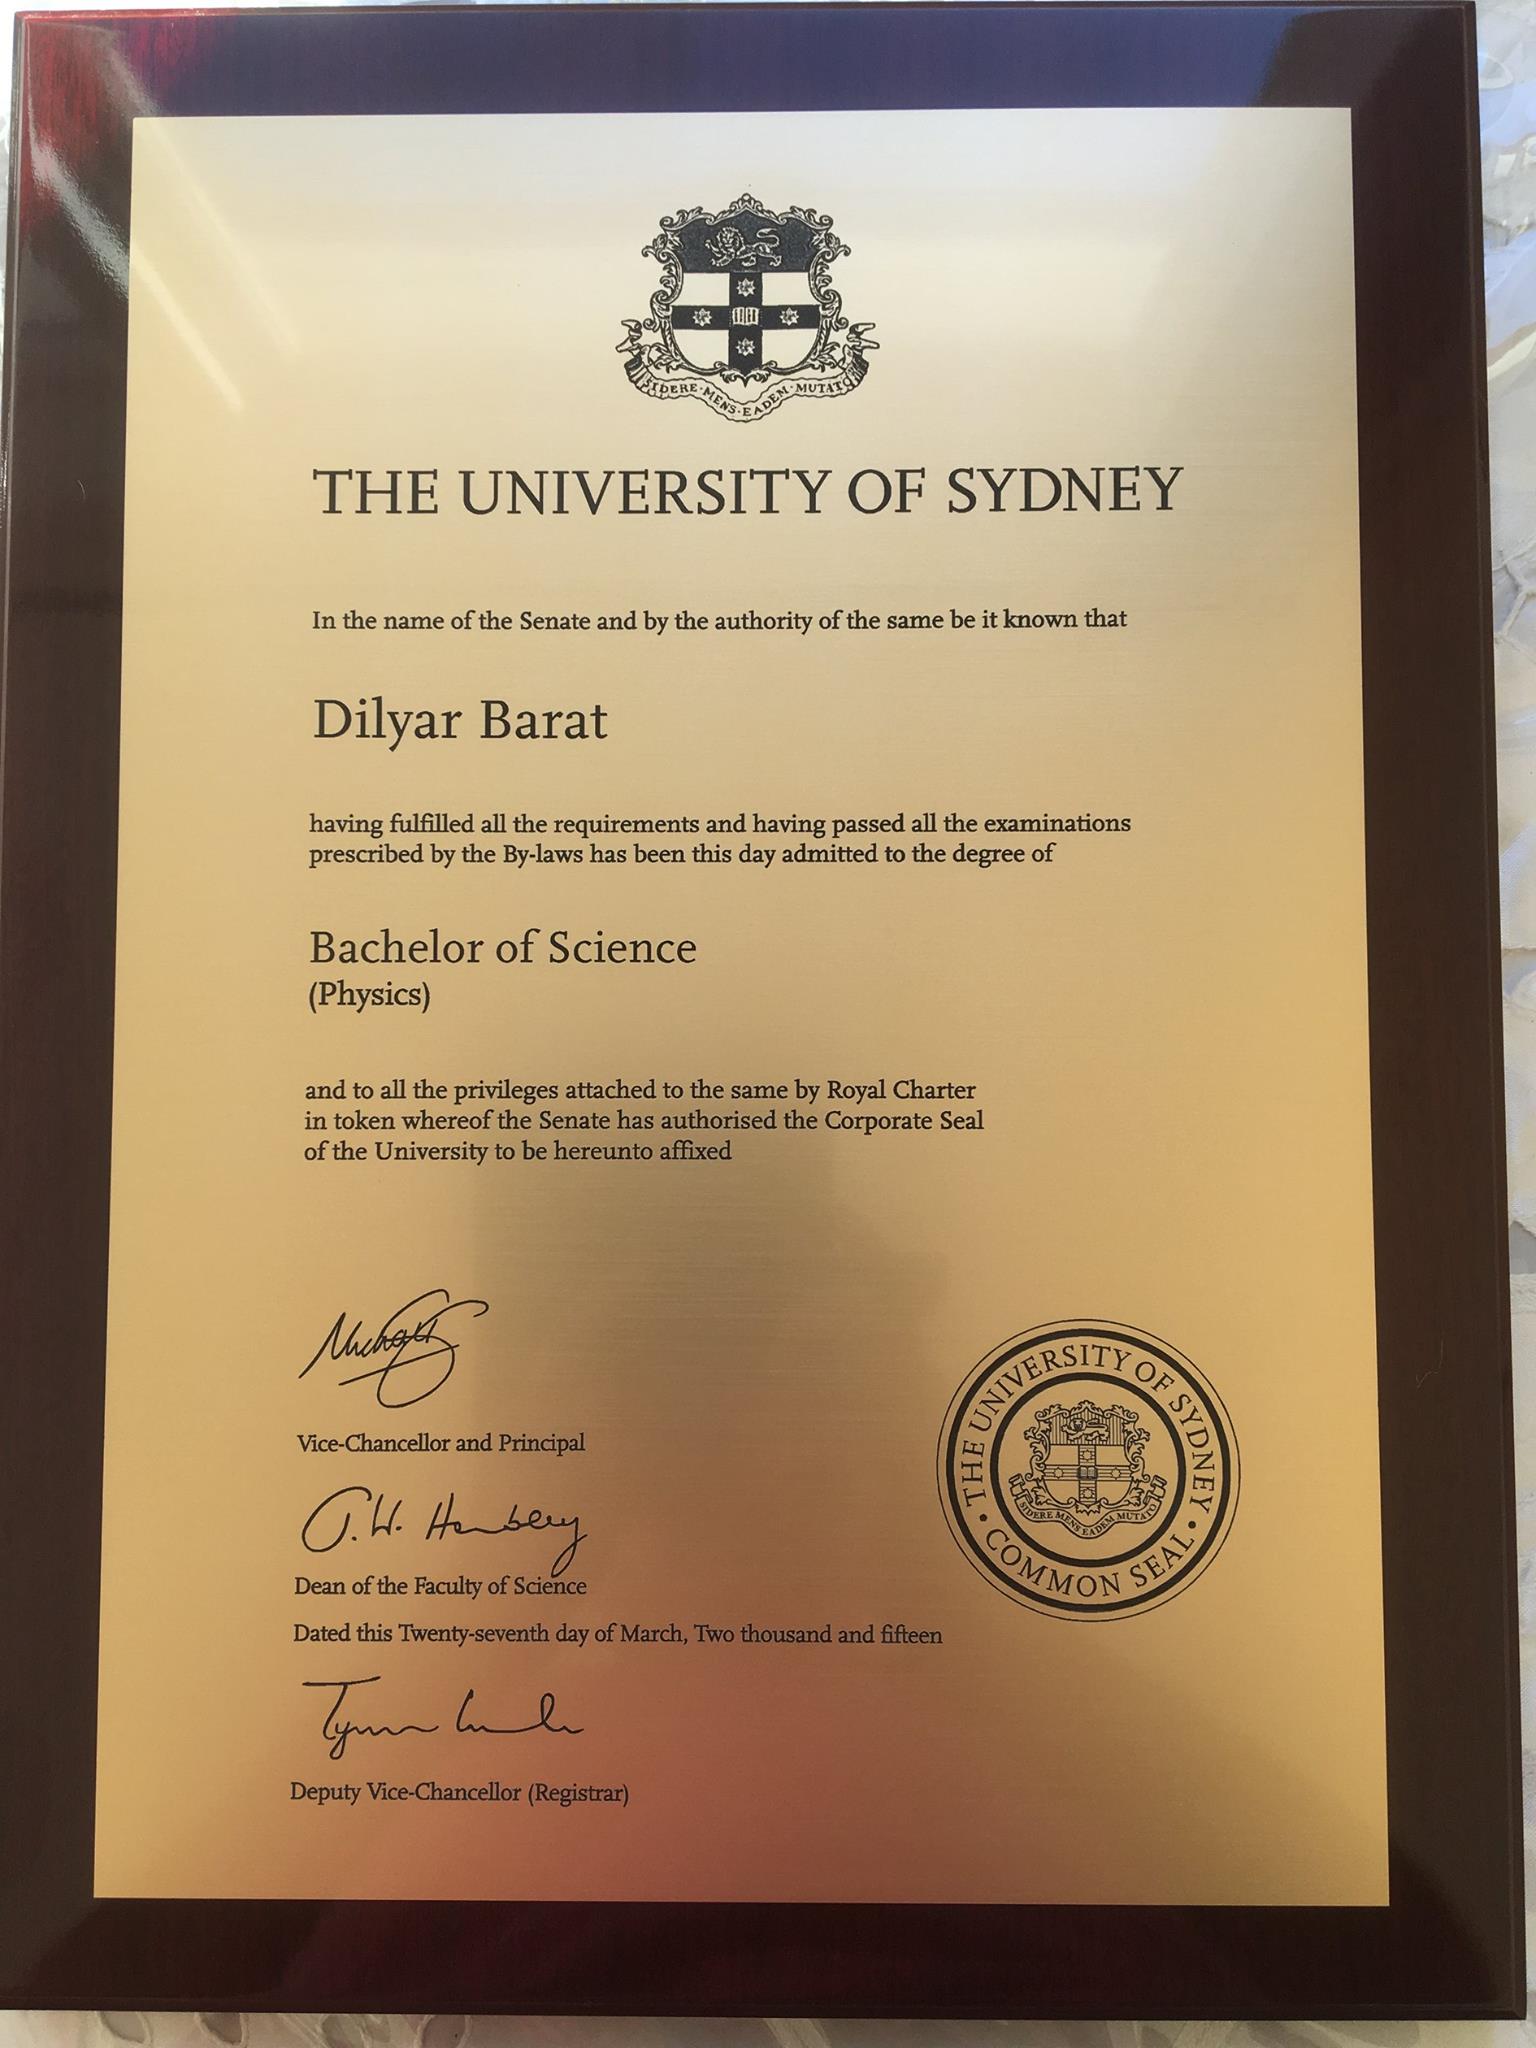 SIDERE·MENS·EADEM·MUTATO
THE UNIVERSITY OF SYDNEY
In the name of the Senate and by the authority of the same be it known that
Dilyar Barat
having fulfilled all the requirements and having passed all the examinations
prescribed by the By-laws has been this day admitted to the degree of
Bachelor of Science
(Physics)
and to all the privileges attached to the same by Royal Charter
in token whereof the Senate has authorised the Corporate Seal
of the University to be hereunto affixed
Vice-Chancellor and Principal
Dean of the Faculty of Science
Dated this Twenty-seventh day of March, Two thousand and fifteen
Deputy Vice-Chancellor (Registrar)
THE UNIVERSITY OF SYDNEY
· COMMON SEAL ·
SIDERE MENS EADEM MUTATO